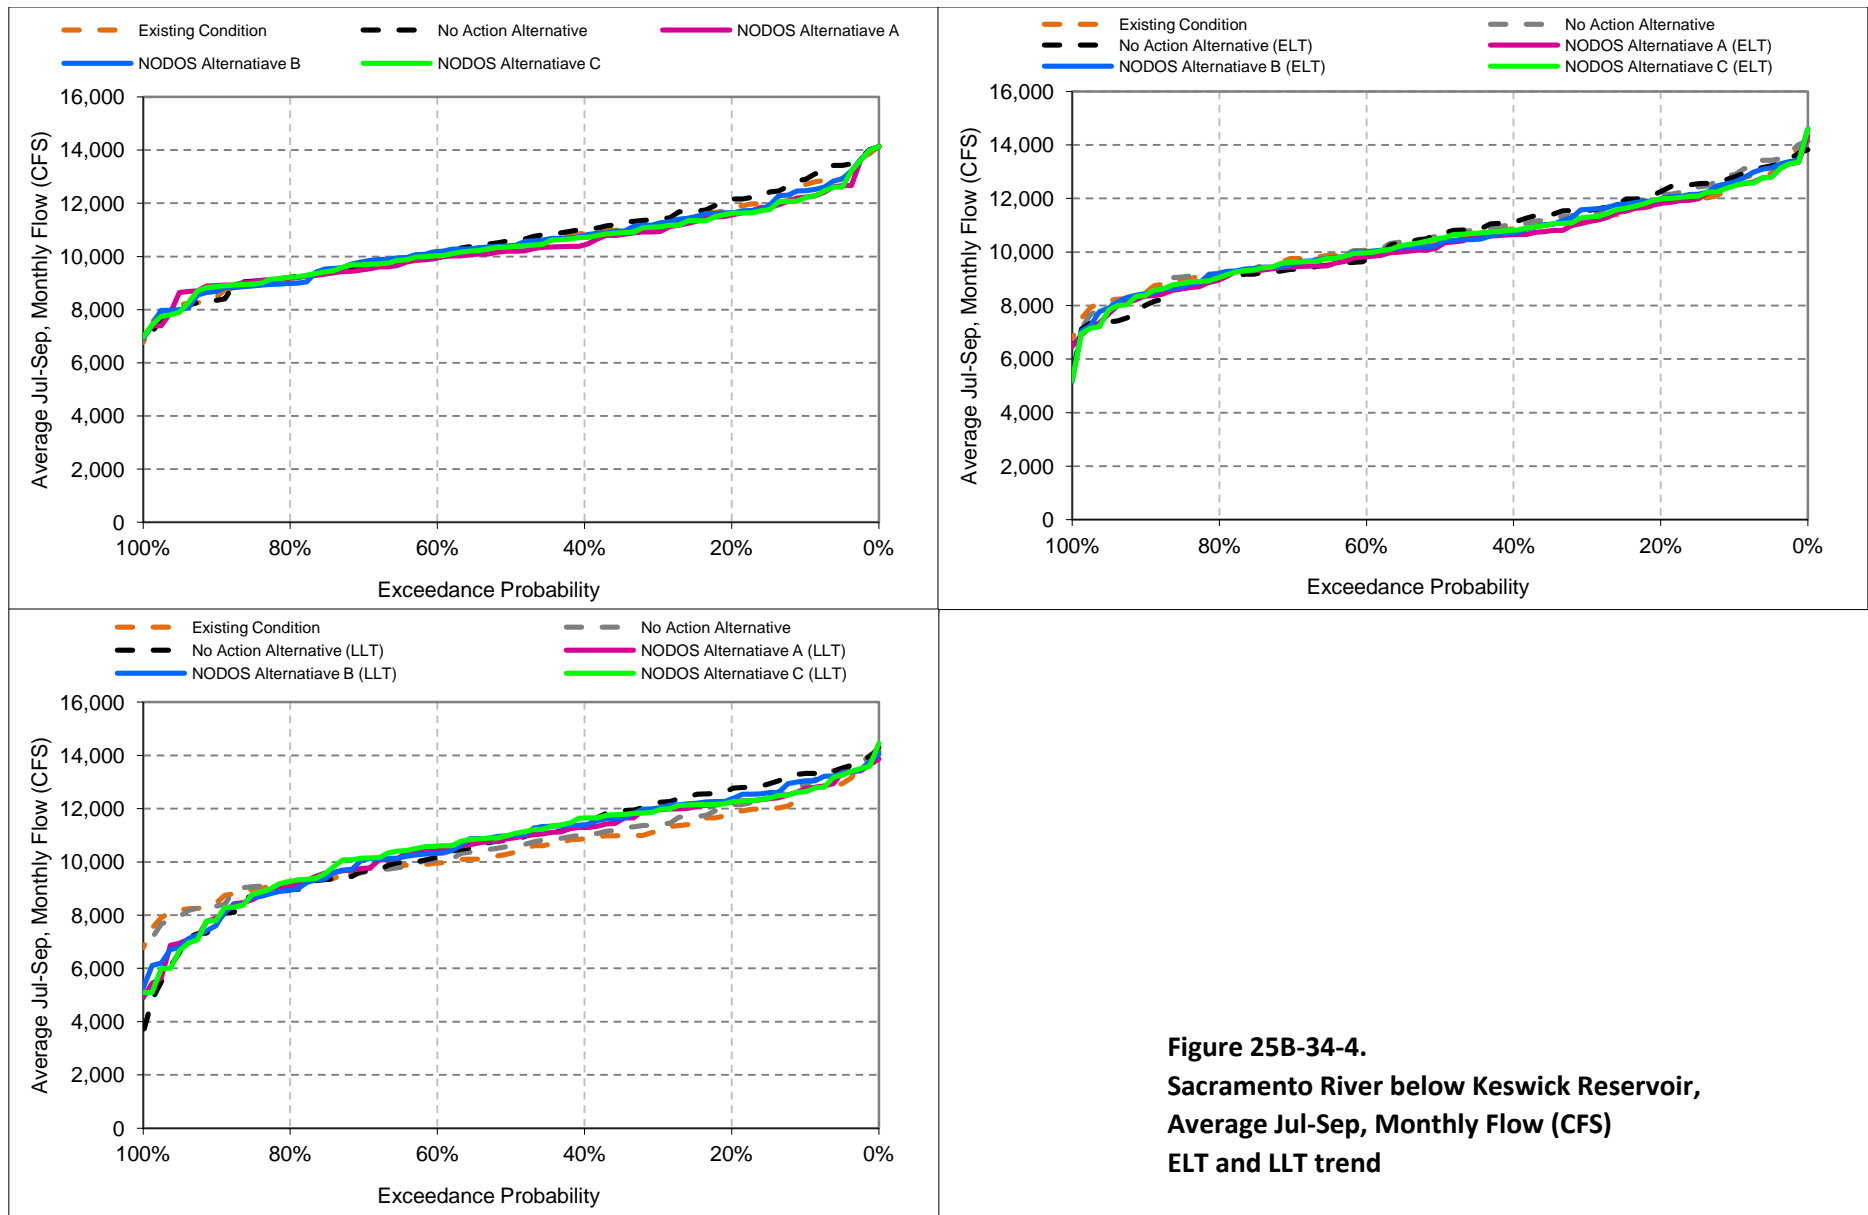 Existing Condition
No Action Alternative
NODOS Alternatiave A
NODOS Alternatiave B
NODOS Alternatiave C
16,000
14,000
12,000
10,000
8,000
6,000
4,000
2,000
0
Average Jul-Sep, Monthly Flow (CFS)
100% 80% 60% 40% 20% 0%
Exceedance Probability
Existing Condition
No Action Alternative
No Action Alternative (ELT)
NODOS Alternatiave A (ELT)
NODOS Alternatiave B (ELT)
NODOS Alternatiave C (ELT)
16,000
14,000
12,000
10,000
8,000
6,000
4,000
2,000
0
Average Jul-Sep, Monthly Flow (CFS)
100% 80% 60% 40% 20% 0%
Exceedance Probability
Existing Condition
No Action Alternative
No Action Alternative (LLT)
NODOS Alternatiave A (LLT)
NODOS Alternatiave B (LLT)
NODOS Alternatiave C (LLT)
16,000
14,000
12,000
10,000
8,000
6,000
4,000
2,000
0
Average Jul-Sep, Monthly Flow (CFS)
100% 80% 60% 40% 20% 0%
Exceedance Probability
Figure 25B-34-4.
Sacramento River below Keswick Reservoir,
Average Jul-Sep, Monthly Flow (CFS)
ELT and LLT trend